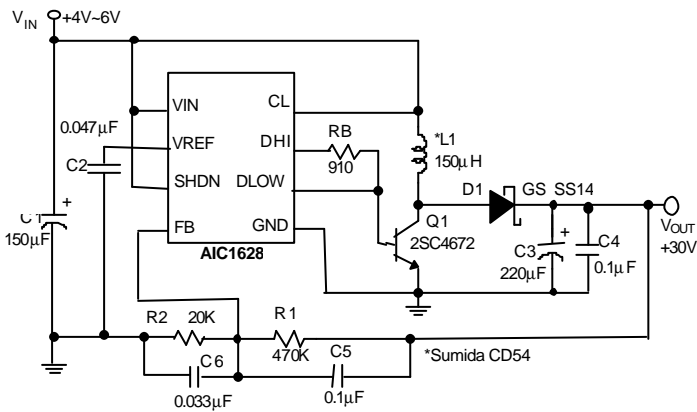 V_IN +4V~6V
VIN
CL
0.047μF
VREF
DHI
RB
910
*L1
150μH
C2
SHDN
DLOW
D1
GS SS14
+
150μF
FB
GND
Q1
2SC4672
AIC1628
+
C3
220μF
C4
0.1μF
V_OUT
+30V
R2
20K
R1
470K
C5
0.1μF
*Sumida CD54
C6
0.033μF